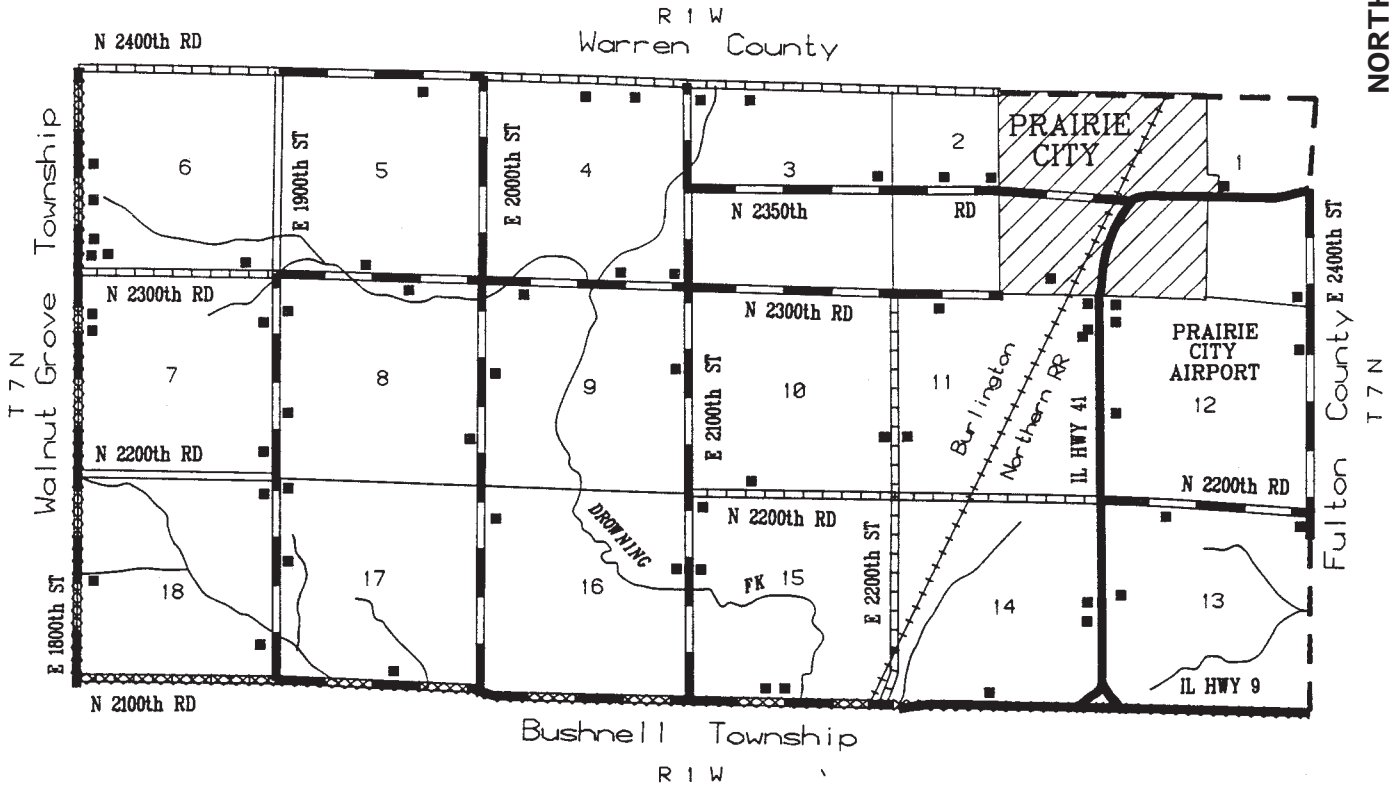 R 1 W
NORTH
N 2400th RD
Warren County
Walnut Grove Township
T 7 N
6
E 1900th ST
5
E 2000th ST
4
3
2
PRAIRIE
CITY
1
N 2350th RD
E 2400th ST
N 2300th RD
N 2300th RD
7
8
9
E 2100th ST
10
11
Burlington
Northern RR
IL HWY 41
PRAIRIE
CITY
AIRPORT
12
Fulton County
T 7 N
N 2200th RD
N 2200th RD
N 2200th RD
E 1800th ST
18
17
16
DROWNING FK
15
E 2200th ST
14
13
IL HWY 9
N 2100th RD
Bushnell Township
R 1 W